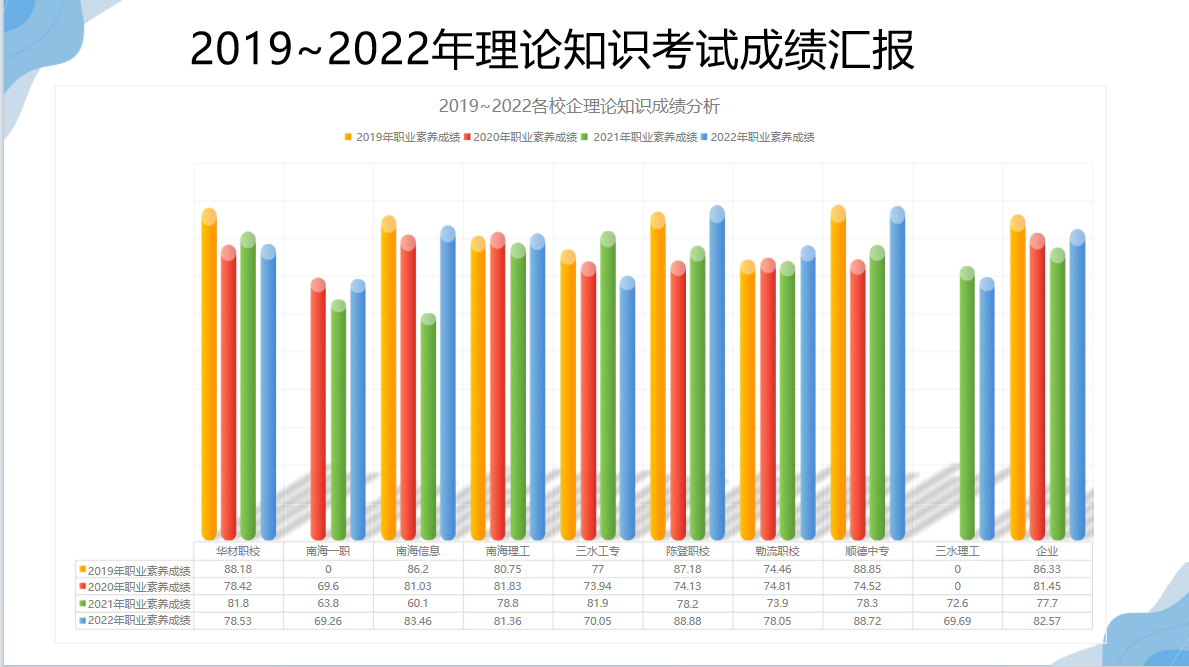 2019~2022年理论知识考试成绩汇报
2019~2022各校企理论知识成绩分析
2019年职业素养成绩 2020年职业素养成绩 2021年职业素养成绩 2022年职业素养成绩
华材职校 南海一职 南海信息 南海理工 三水工专 陈登职校 勒流职校 顺德中专 三水理工 企业
2019年职业素养成绩 88.18 0 86.2 80.75 77 87.18 74.46 88.85 0 86.33
2020年职业素养成绩 78.42 69.6 81.03 81.83 73.94 74.13 74.81 74.52 0 81.45
2021年职业素养成绩 81.8 63.8 60.1 78.8 81.9 78.2 73.9 78.3 72.6 77.7
2022年职业素养成绩 78.53 69.26 83.46 81.36 70.05 88.88 78.05 88.72 69.69 82.57